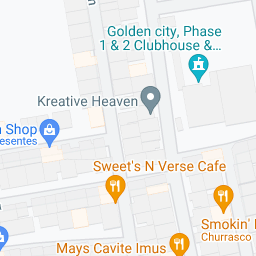 Golden city, Phase
1 & 2 Clubhouse &...
Kreative Heaven
Shop
esentes
Sweet's N Verse Cafe
Smokin'
Churrasco
Mays Cavite Imus